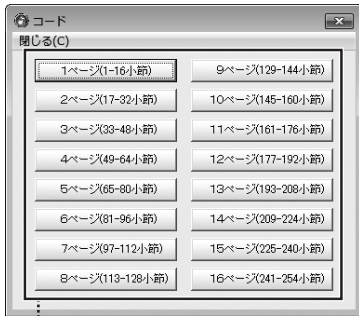 コード
閉じる(C)
1ページ(1-16小節)
2ページ(17-32小節)
3ページ(33-48小節)
4ページ(49-64小節)
5ページ(65-80小節)
6ページ(81-96小節)
7ページ(97-112小節)
8ページ(113-128小節)
9ページ(129-144小節)
10ページ(145-160小節)
11ページ(161-176小節)
12ページ(177-192小節)
13ページ(193-208小節)
14ページ(209-224小節)
15ページ(225-240小節)
16ページ(241-254小節)